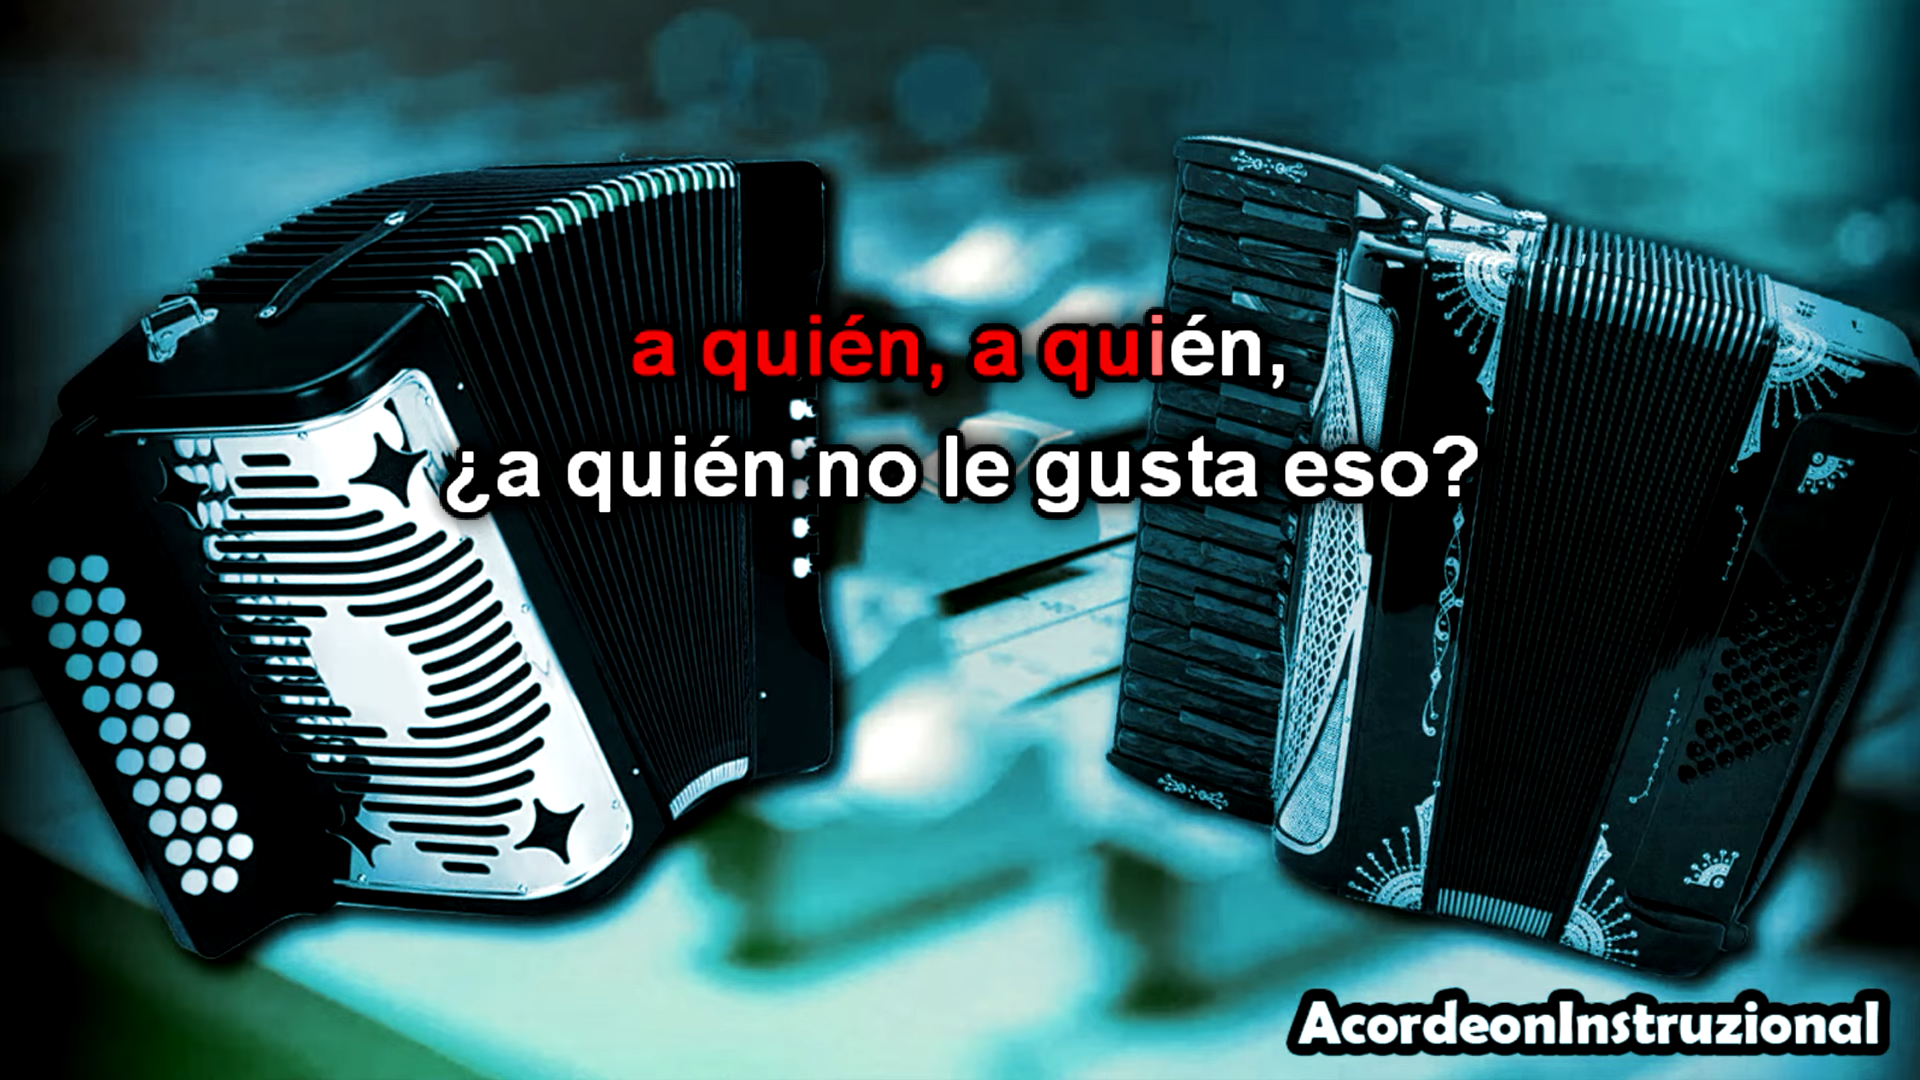 a quién, a quién,
¿a quién no le gusta eso?
AcordeonInstruzional